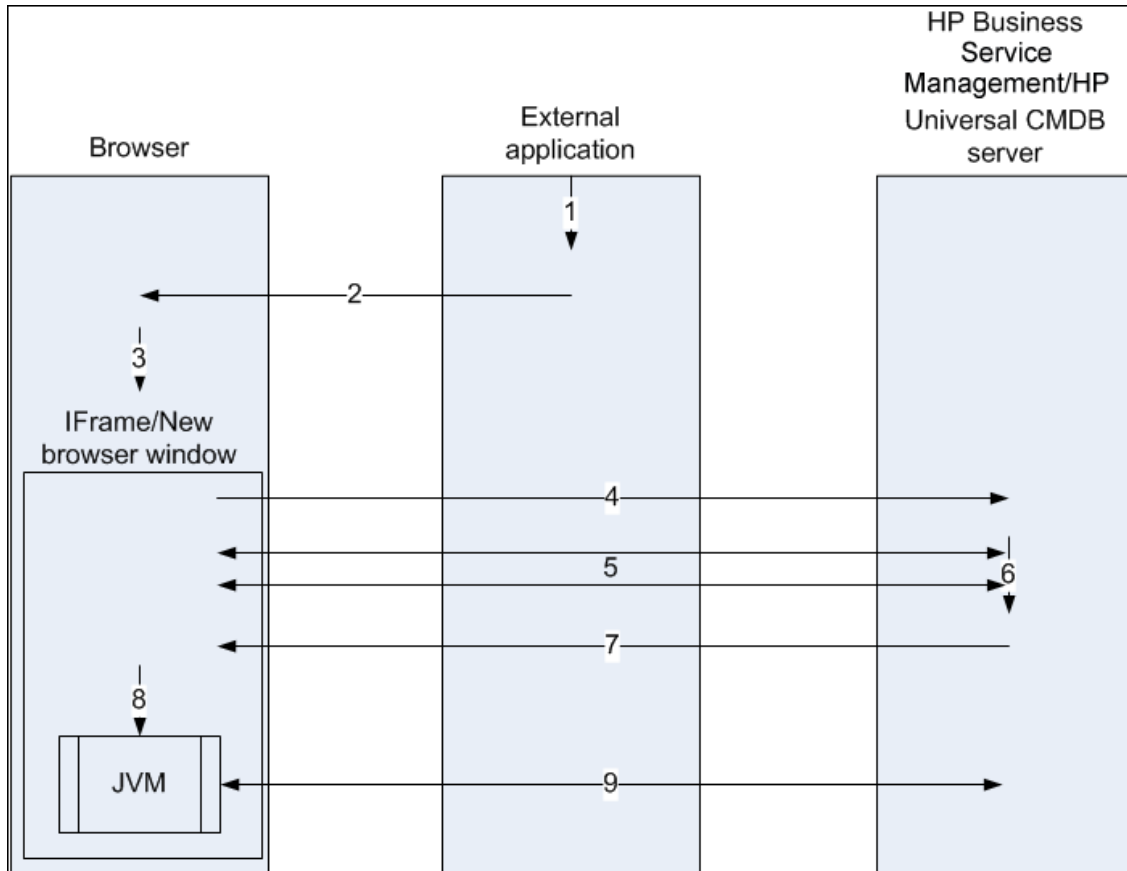 HP Business
Service
Management/HP
Universal CMDB
server
External
application
Browser
1
2
3
IFrame/New
browser window
4
5
6
7
8
JVM
9